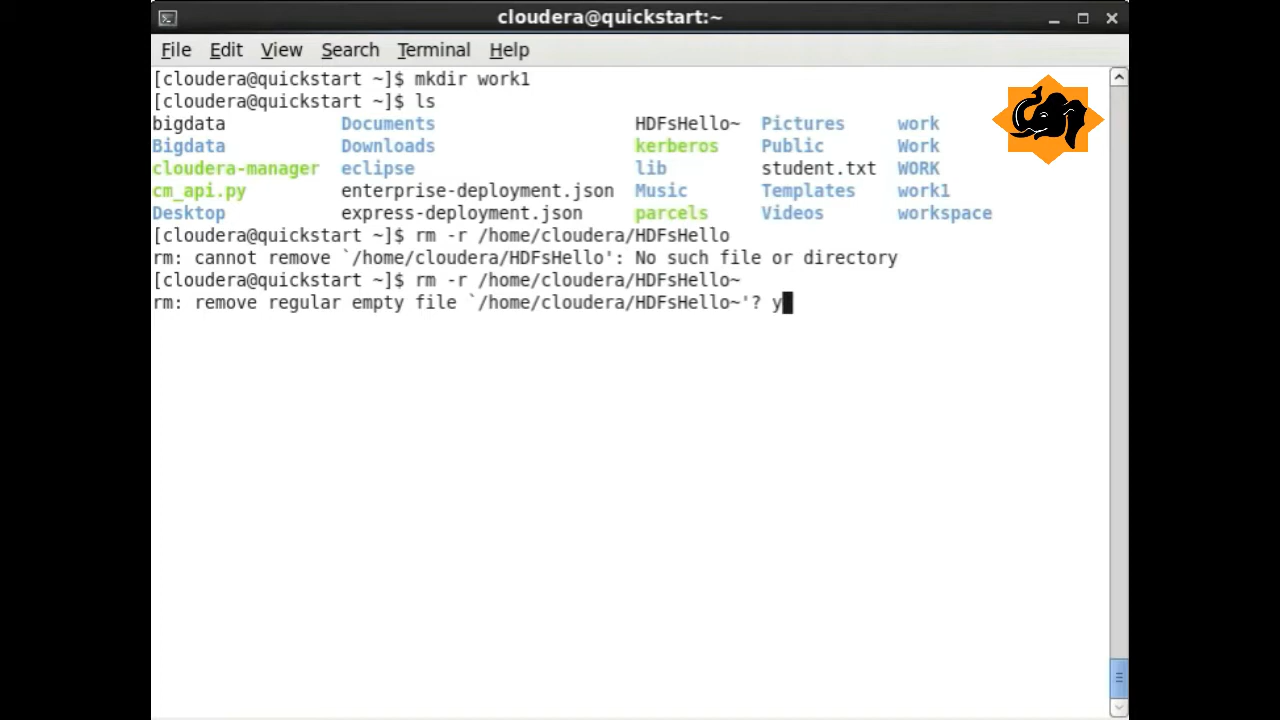 cloudera@quickstart:~
File Edit View Search Terminal Help
[cloudera@quickstart ~]$ mkdir work1
[cloudera@quickstart ~]$ ls
bigdata Documents HDFsHello~ Pictures work
Bigdata Downloads kerberos Public Work
cloudera-manager eclipse lib student.txt WORK
cm_api.py enterprise-deployment.json Music Templates work1
Desktop express-deployment.json parcels Videos workspace
[cloudera@quickstart ~]$ rm -r /home/cloudera/HDFsHello
rm: cannot remove `/home/cloudera/HDFsHello': No such file or directory
[cloudera@quickstart ~]$ rm -r /home/cloudera/HDFsHello~
rm: remove regular empty file `/home/cloudera/HDFsHello~'? y